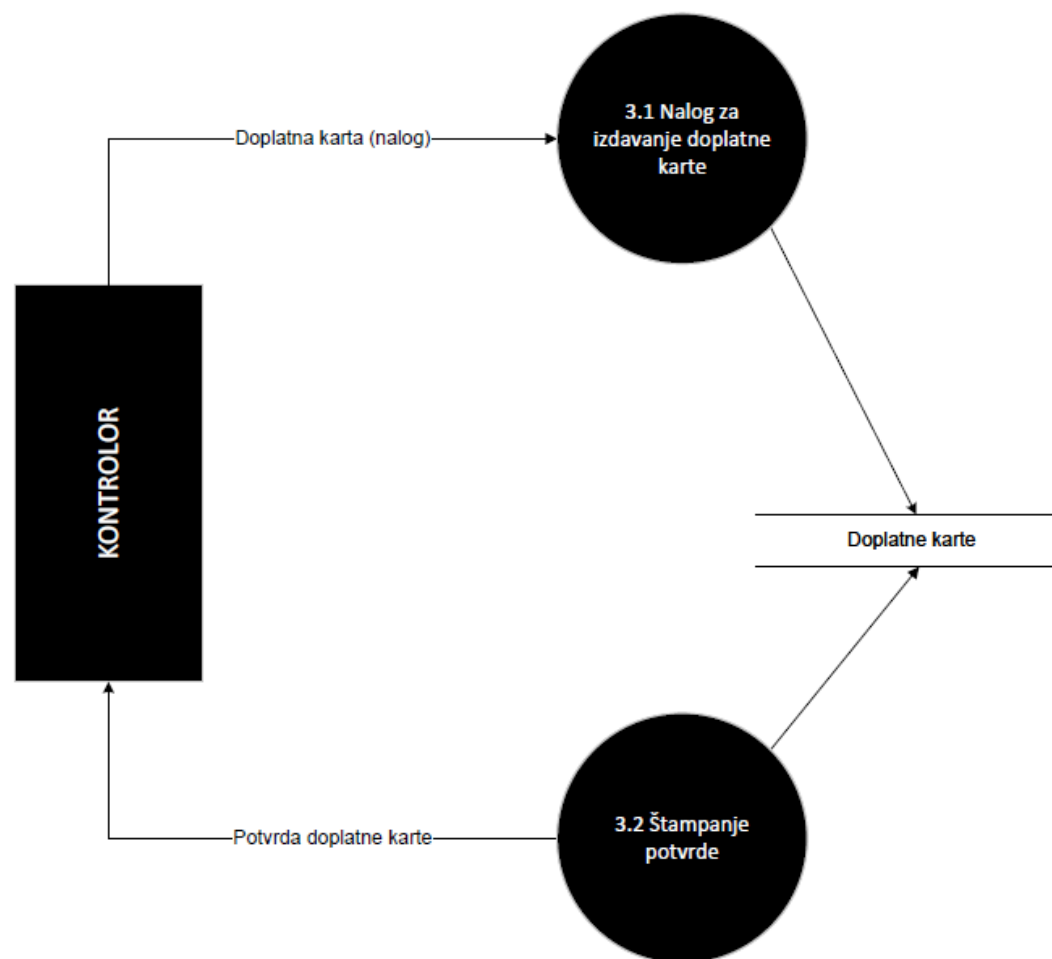 3.1 Nalog za
izdavanje doplatne
karte
Doplatna karta (nalog)
KONTROLOR
Doplatne karte
3.2 Štampanje
potvrde
Potvrda doplatne karte